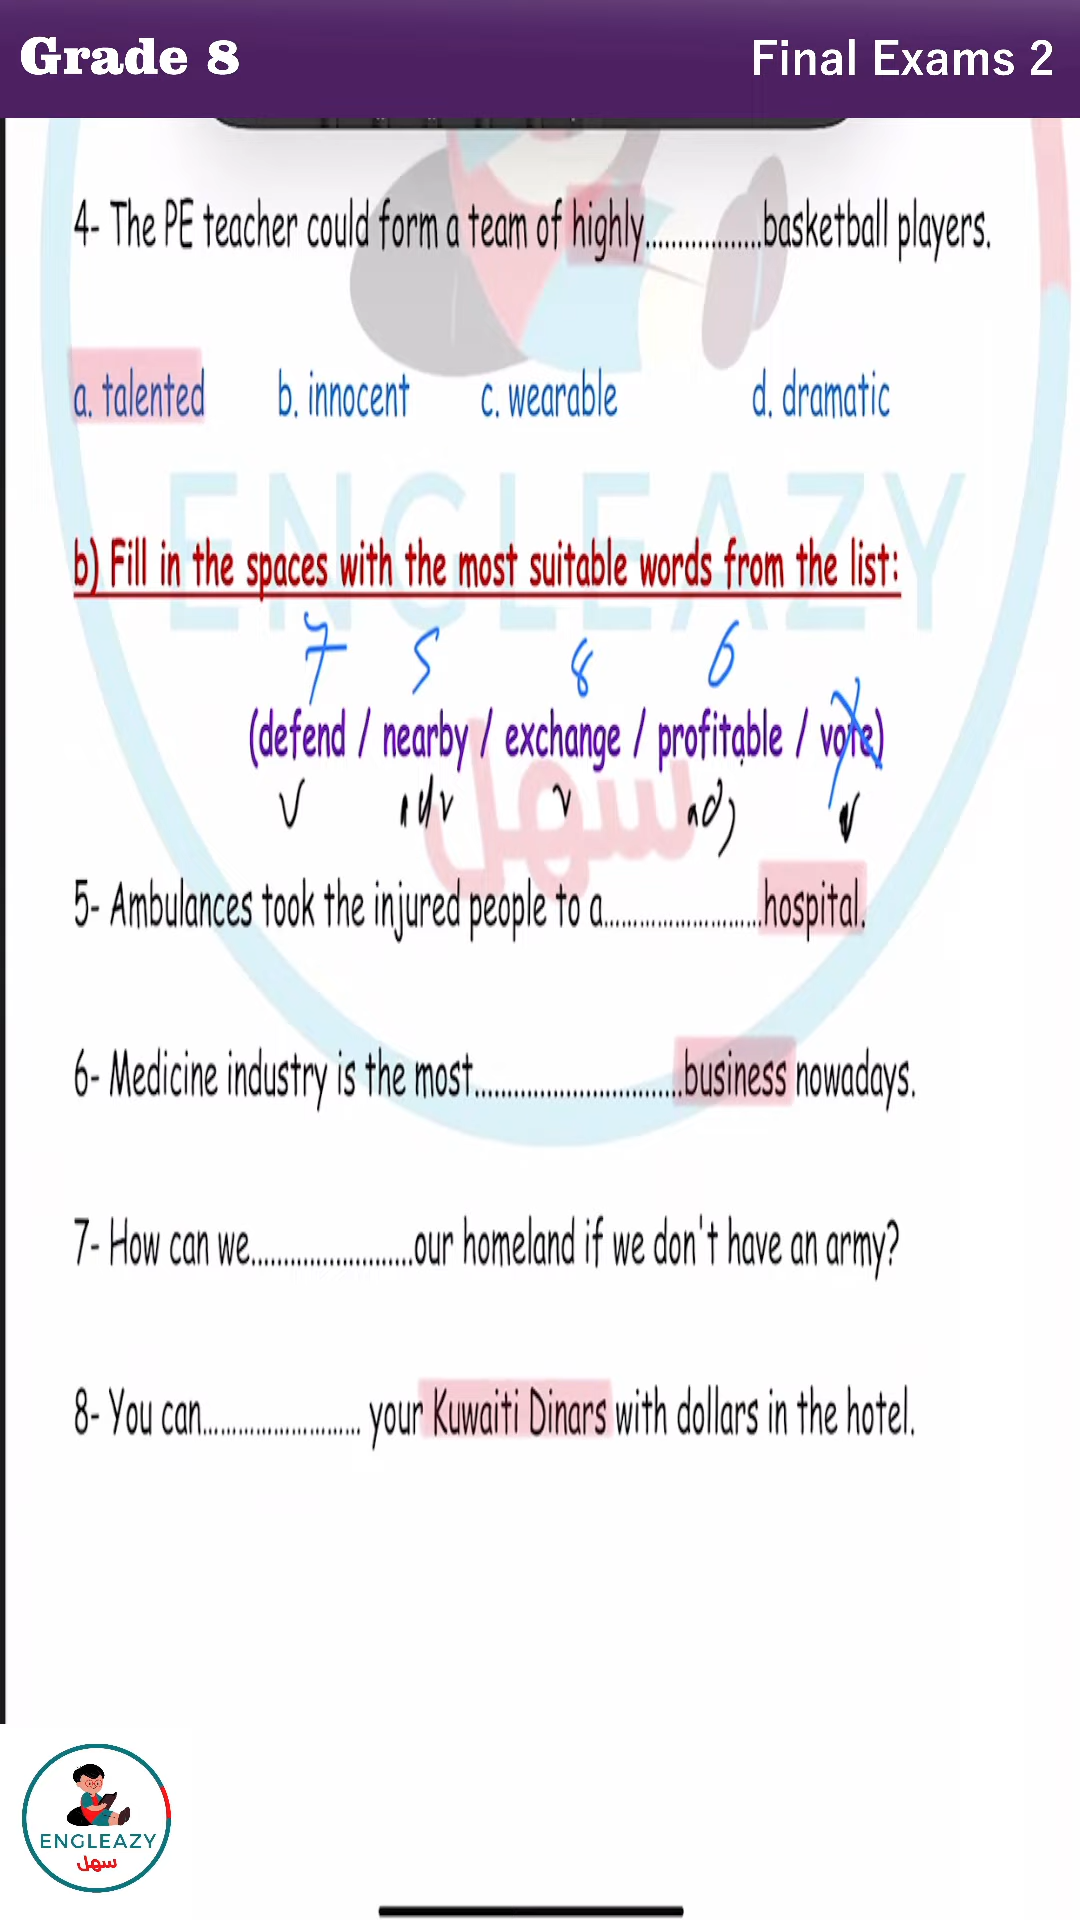 Grade 8
Final Exams 2
4- The PE teacher could form a team of highly..................basketball players.
a. talented b. innocent c. wearable d. dramatic
ENGLEAZY
b) Fill in the spaces with the most suitable words from the list:
7 5 8 6
(defend / nearby / exchange / profitable / vote)
سهل
v adv v adj v
5- Ambulances took the injured people to a.........................hospital.
6- Medicine industry is the most................................business nowadays.
7- How can we.........................our homeland if we don't have an army?
8- You can......................... your Kuwaiti Dinars with dollars in the hotel.
ENGLEAZY
سهل